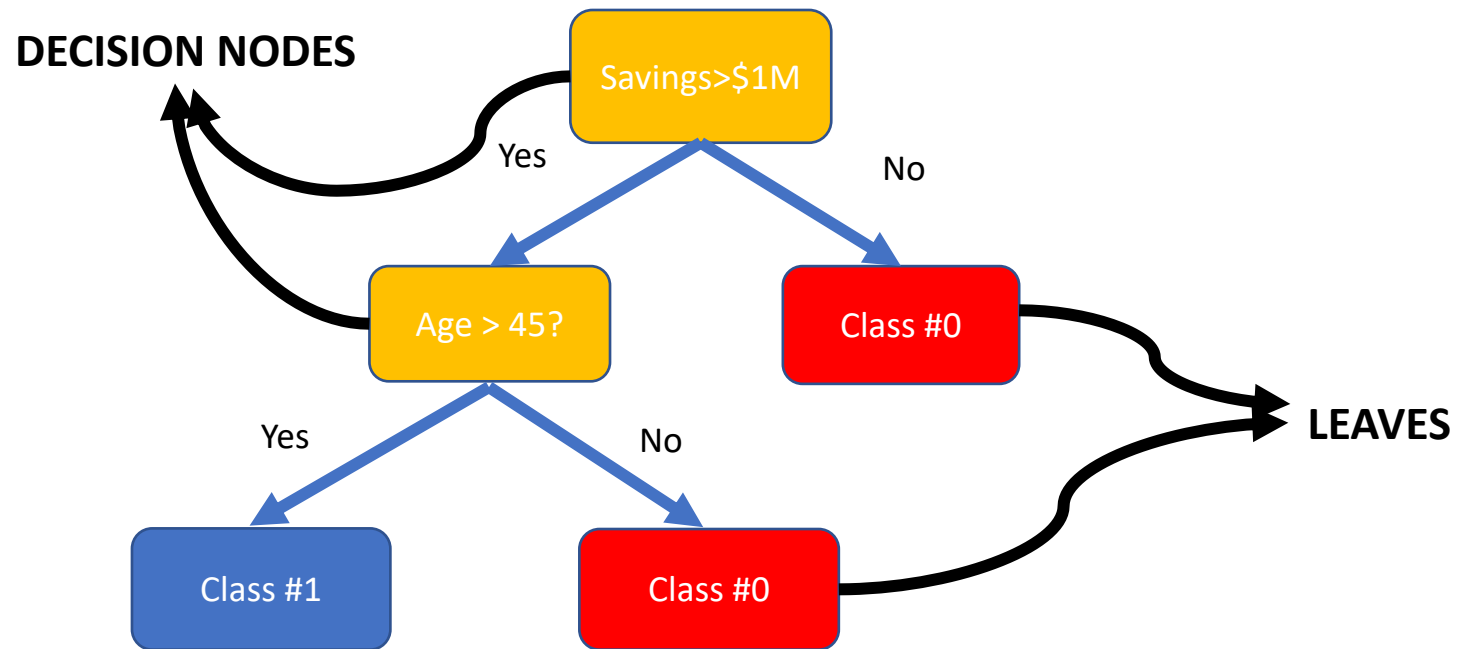 DECISION NODES
Savings>$1M
Yes
No
Age > 45?
Class #0
Yes
No
LEAVES
Class #1
Class #0